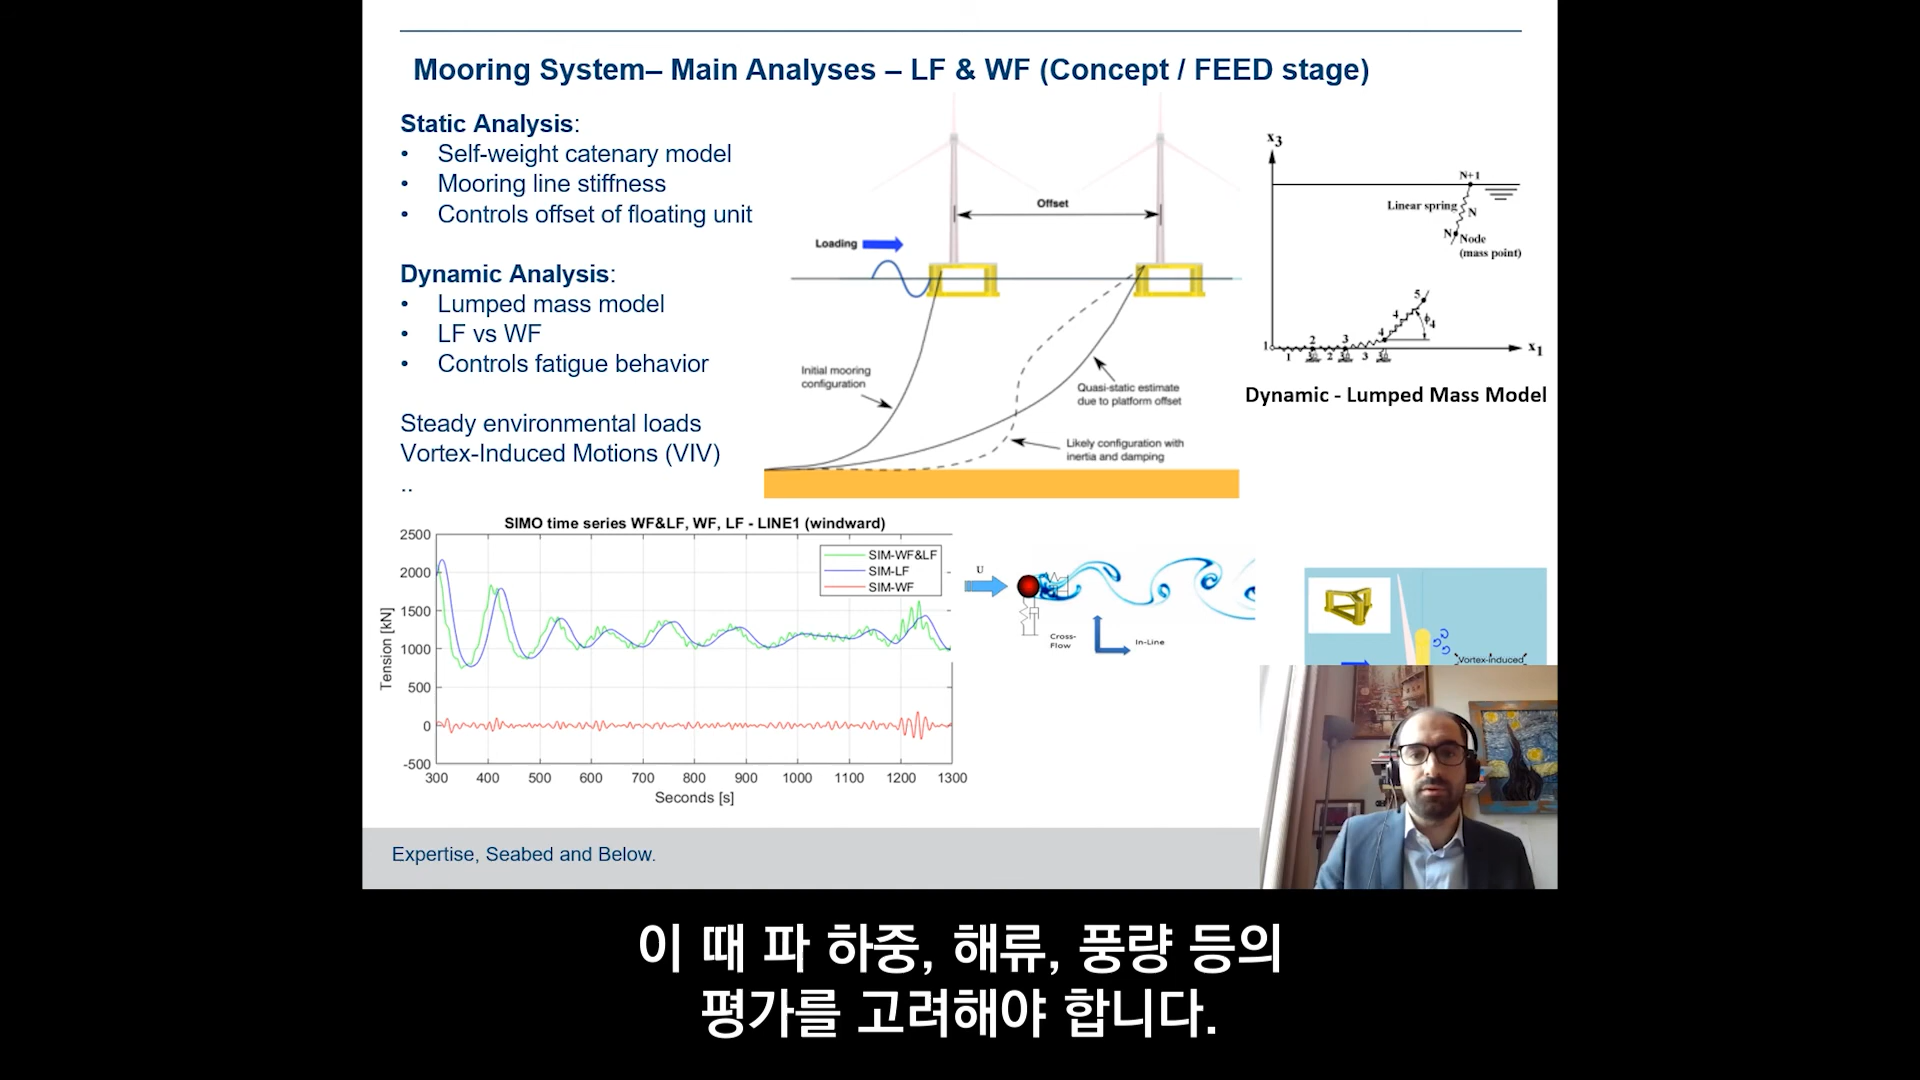 Mooring System– Main Analyses – LF & WF (Concept / FEED stage)
Static Analysis:
• Self-weight catenary model
• Mooring line stiffness
• Controls offset of floating unit
Dynamic Analysis:
• Lumped mass model
• LF vs WF
• Controls fatigue behavior
Steady environmental loads
Vortex-Induced Motions (VIV)
..
Offset
Loading
Initial mooring
configuration
Quasi-static estimate
due to platform offset
Likely configuration with
inertia and damping
x3
N+1
Linear spring
N
N
Node
(mass point)
5
4
ϕ4
4
3
2
1
1
2
3
x1
Dynamic - Lumped Mass Model
SIMO time series WF&LF, WF, LF - LINE1 (windward)
SIM-WF&LF
SIM-LF
SIM-WF
Tension [kN]
2500
2000
1500
1000
500
0
-500
300 400 500 600 700 800 900 1000 1100 1200 1300
Seconds [s]
U
Cross-
Flow
In-Line
Vortex-induced
Expertise, Seabed and Below.
이 때 파 하중, 해류, 풍량 등의
평가를 고려해야 합니다.